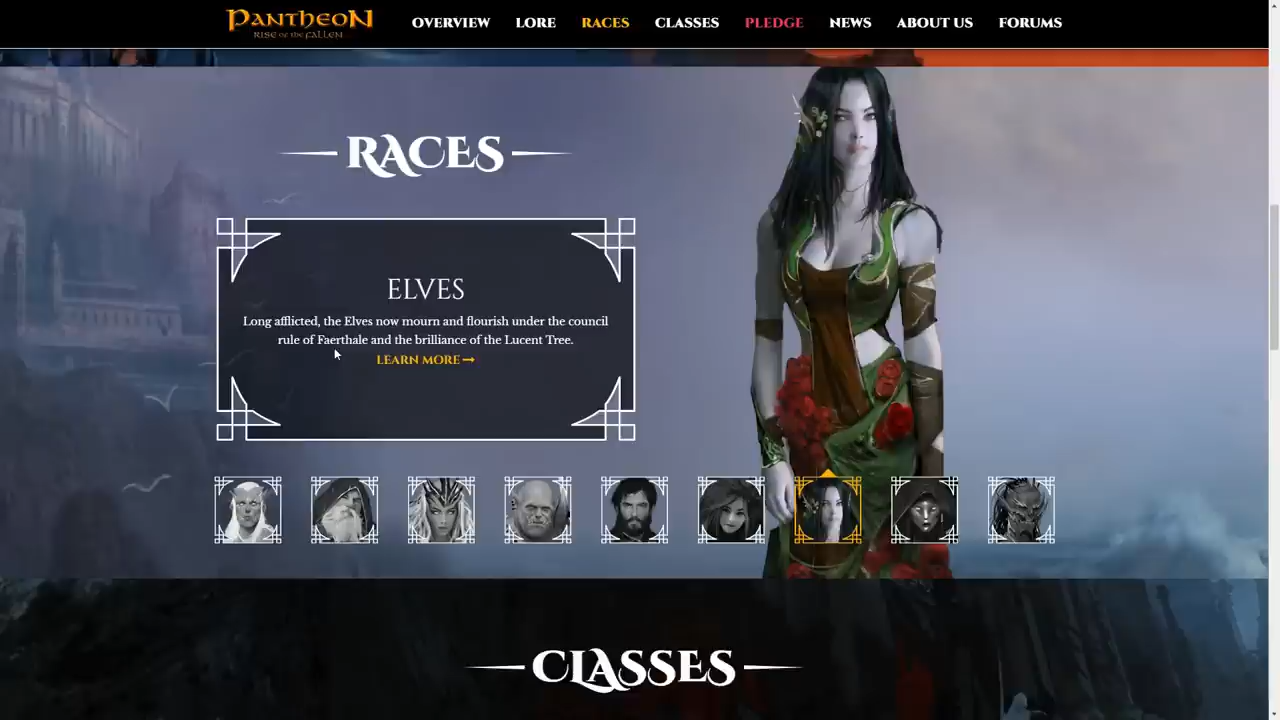 PANTHEON
RISE OF THE FALLEN
OVERVIEW LORE RACES CLASSES PLEDGE NEWS ABOUT US FORUMS
RACES
ELVES
Long afflicted, the Elves now mourn and flourish under the council
rule of Faerthale and the brilliance of the Lucent Tree.
LEARN MORE
CLASSES